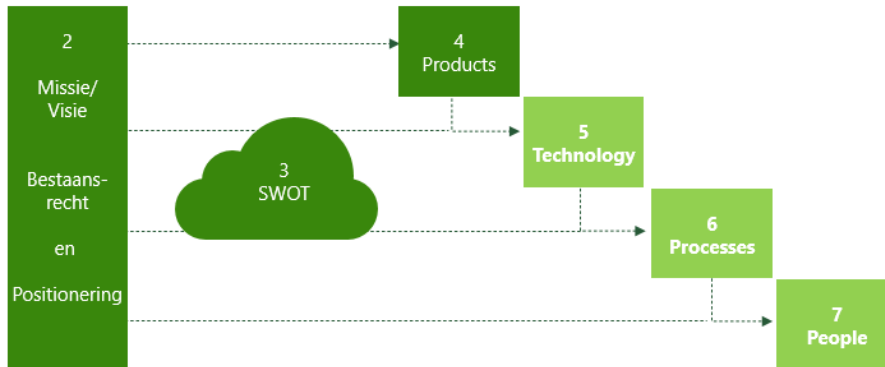 2
Missie/
Visie
Bestaans-
recht
en
Positionering
3
SWOT
4
Products
5
Technology
6
Processes
7
People